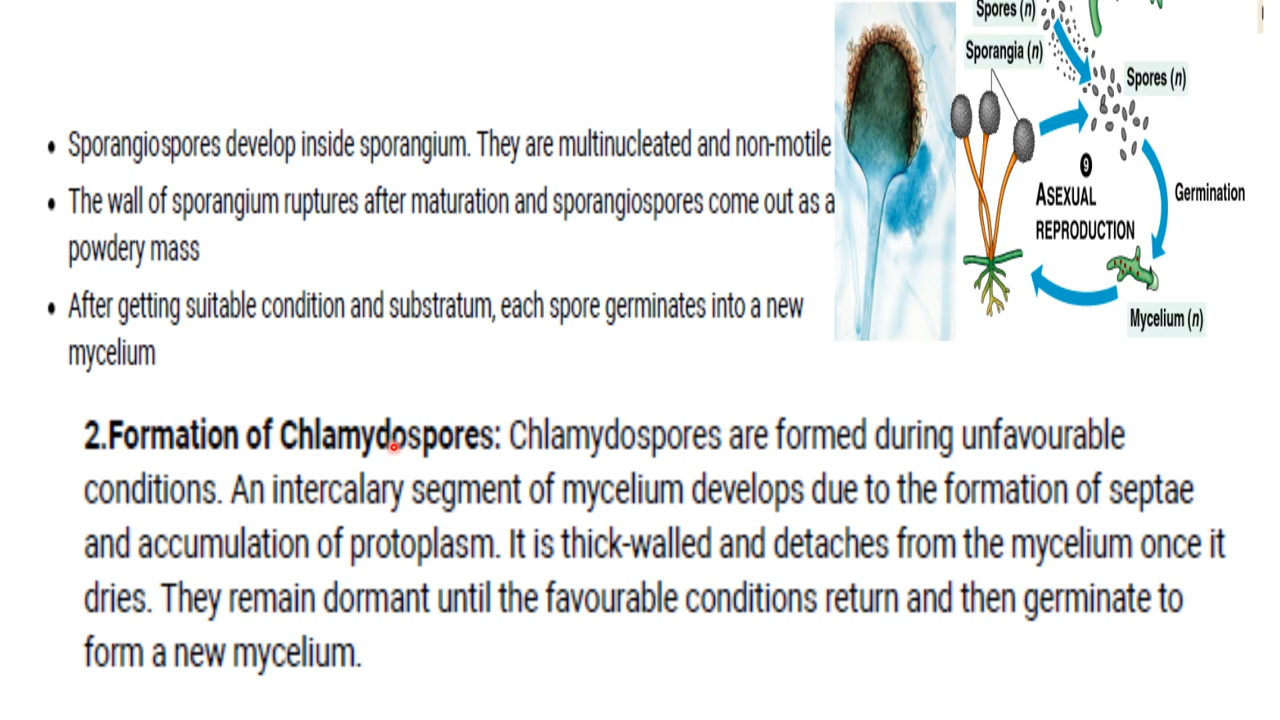 Spores (n)
Sporangia (n)
Spores (n)
• Sporangiospores develop inside sporangium. They are multinucleated and non-motile
• The wall of sporangium ruptures after maturation and sporangiospores come out as a
powdery mass
9
ASEXUAL
REPRODUCTION
Germination
• After getting suitable condition and substratum, each spore germinates into a new
mycelium
Mycelium (n)
2.Formation of Chlamydospores: Chlamydospores are formed during unfavourable
conditions. An intercalary segment of mycelium develops due to the formation of septae
and accumulation of protoplasm. It is thick-walled and detaches from the mycelium once it
dries. They remain dormant until the favourable conditions return and then germinate to
form a new mycelium.